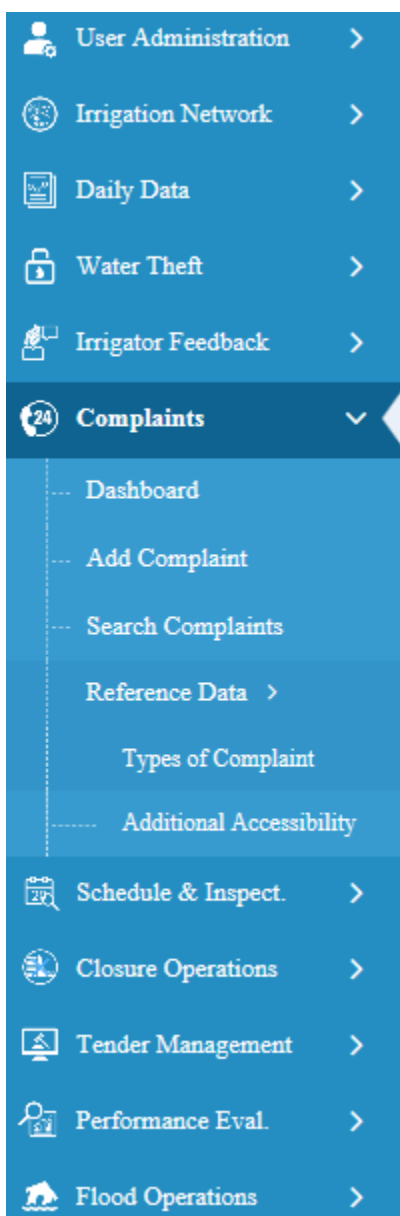 User Administration
Irrigation Network
Daily Data
Water Theft
Irrigator Feedback
24 Complaints
Dashboard
Add Complaint
Search Complaints
Reference Data >
Types of Complaint
Additional Accessibility
Schedule & Inspect.
Closure Operations
Tender Management
Performance Eval.
Flood Operations